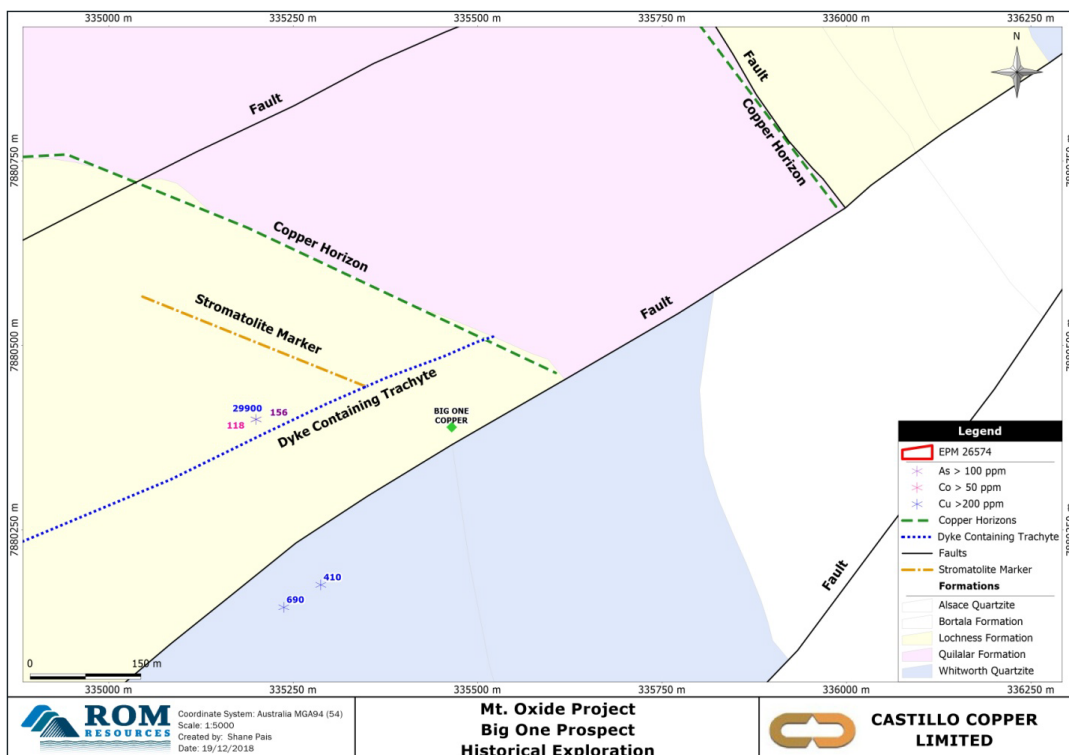 335000 m 335250 m 335500 m 335750 m 336000 m 336250 m
N
Fault
Fault
Copper Horizon
7880750 m
7880750 m
Copper Horizon
Stromatolite Marker
Fault
7880500 m
7880500 m
Dyke Containing Trachyte
29900
156
118
BIG ONE
COPPER
7880250 m
7880250 m
Fault
410
690
0 150 m
Legend
EPM 26574
As > 100 ppm
Co > 50 ppm
Cu >200 ppm
Copper Horizons
Dyke Containing Trachyte
Faults
Stromatolite Marker
Formations
Alsace Quartzite
Bortala Formation
Lochness Formation
Quilalar Formation
Whitworth Quartzite
335000 m 335250 m 335500 m 335750 m 336000 m 336250 m
ROM
RESOURCES
Coordinate System: Australia MGA94 (54)
Scale: 1:5000
Created by: Shane Pais
Date: 19/12/2018
Mt. Oxide Project
Big One Prospect
Historical Exploration
CASTILLO COPPER
LIMITED